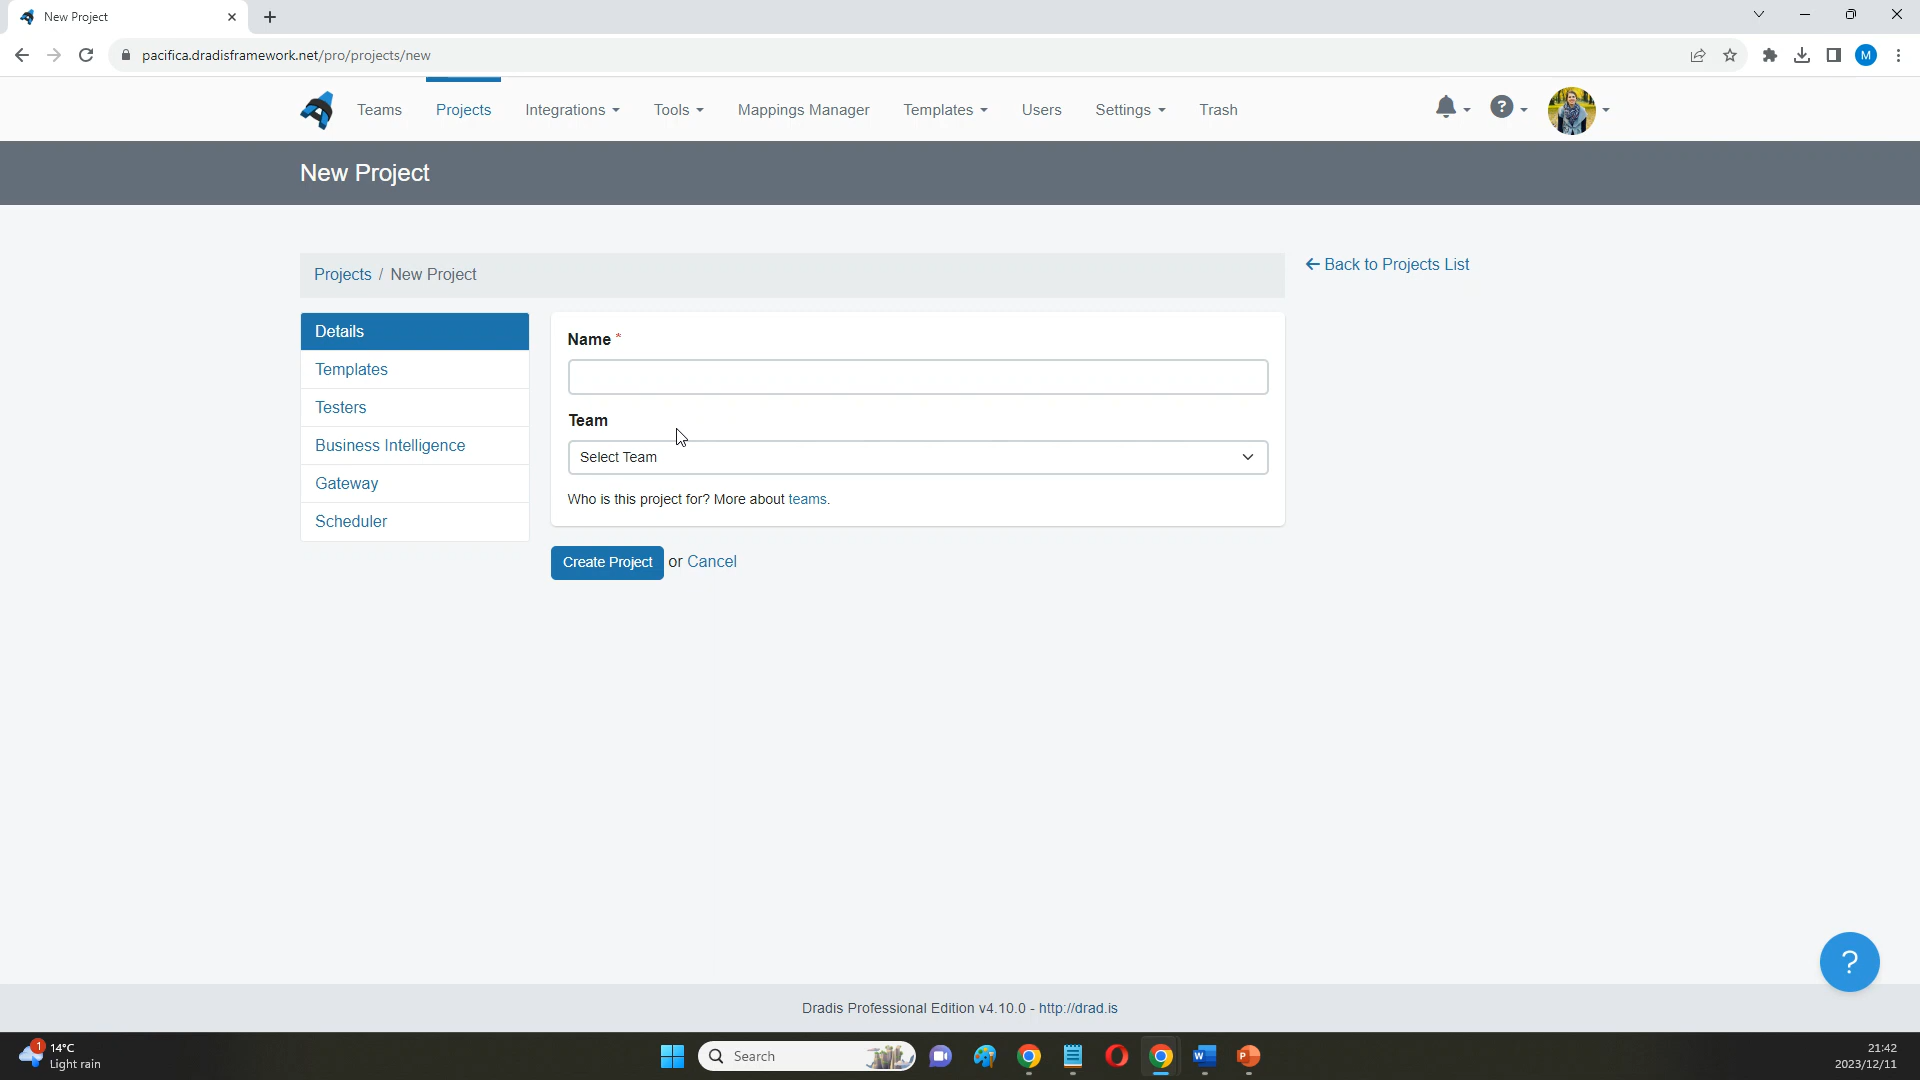 New Project
pacifica.dradisframework.net/pro/projects/new
M
Teams
Projects
Integrations
Tools
Mappings Manager
Templates
Users
Settings
Trash
?
New Project
Projects / New Project
← Back to Projects List
Details
Templates
Testers
Business Intelligence
Gateway
Scheduler
Name *
Team
Select Team
Who is this project for? More about teams.
Create Project or Cancel
?
Dradis Professional Edition v4.10.0 - http://drad.is
1
14°C
Light rain
Search
W
P
21:42
2023/12/11